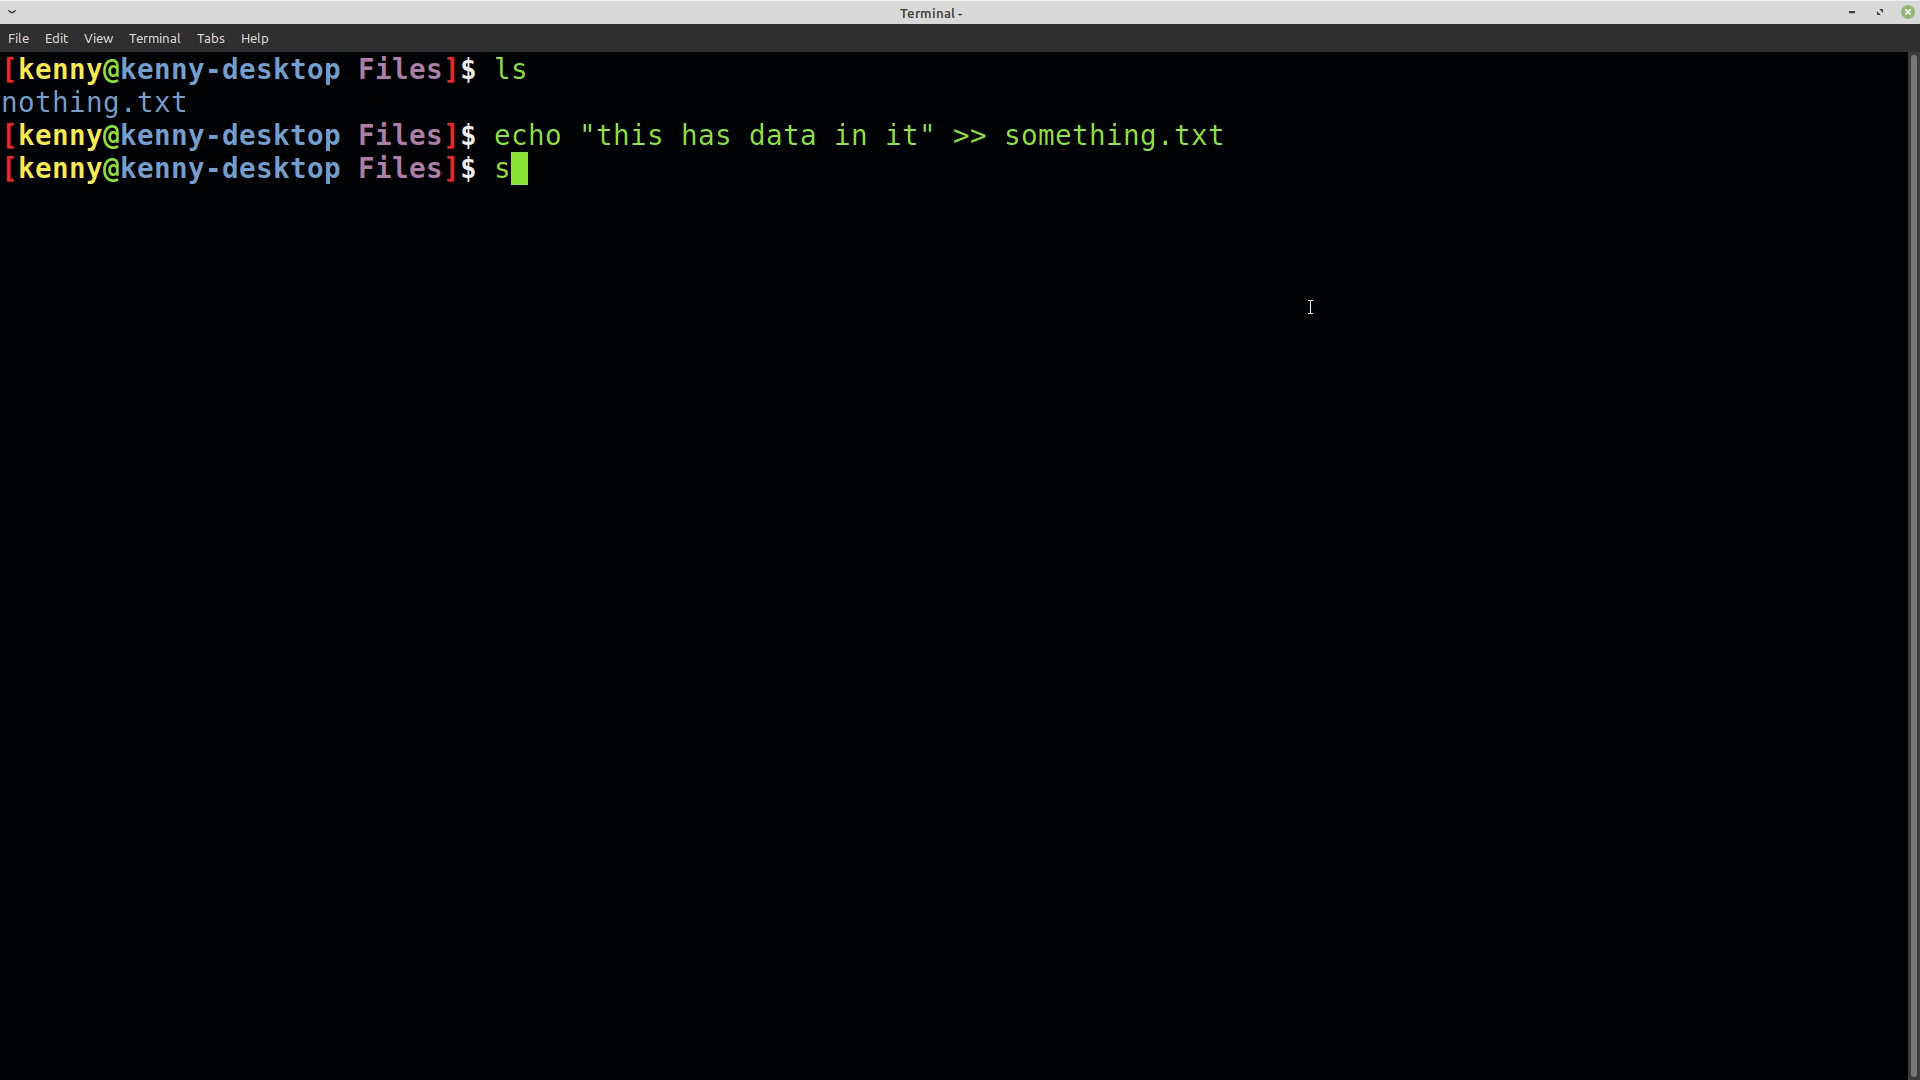 Terminal -
File Edit View Terminal Tabs Help
[kenny@kenny-desktop Files]$ ls
nothing.txt
[kenny@kenny-desktop Files]$ echo "this has data in it" >> something.txt
[kenny@kenny-desktop Files]$ s